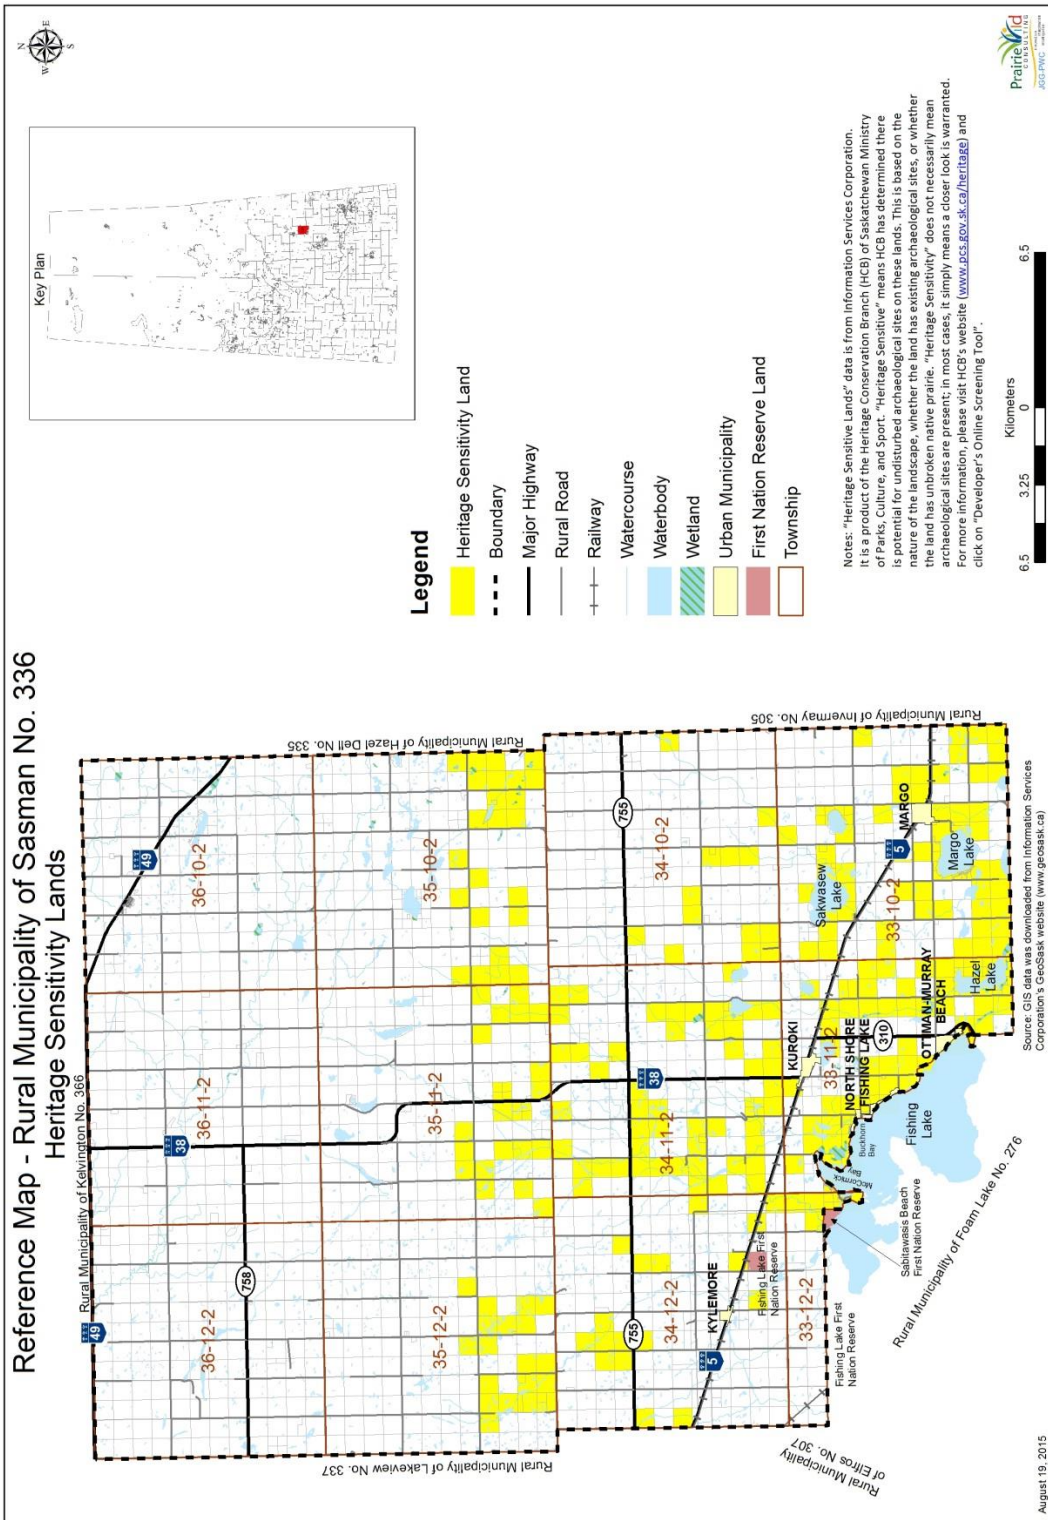 Reference Map - Rural Municipality of Sasman No. 336
Heritage Sensitivity Lands
N
E
S
W
Key Plan
Rural Municipality of Kelvington No. 366
49
38
49
36-12-2
36-11-2
36-10-2
758
Rural Municipality of Lakeview No. 337
35-12-2
35-11-2
35-10-2
Rural Municipality of Hazel Dell No. 335
755
38
755
34-12-2
34-11-2
34-10-2
Rural Municipality of Invermay No. 305
5
KYLEMORE
Fishing Lake First
Nation Reserve
33-12-2
KUROKI
Sakwasew
Lake
33-11-2
NORTH SHORE
FISHING LAKE
310
33-10-2
5
MARGO
Margo
Lake
OTTMAN-MURRAY
BEACH
Hazel
Lake
Buckhorn
Bay
McCormick
Bay
Fishing
Lake
Fishing Lake First
Nation Reserve
Sabitawasis Beach
First Nation Reserve
Rural Municipality
of Elfros No. 307
Rural Municipality of Foam Lake No. 276
Legend
Heritage Sensitivity Land
Boundary
Major Highway
Rural Road
Railway
Watercourse
Waterbody
Wetland
Urban Municipality
First Nation Reserve Land
Township
Notes: "Heritage Sensitive Lands" data is from Information Services Corporation.
It is a product of the Heritage Conservation Branch (HCB) of Saskatchewan Ministry
of Parks, Culture, and Sport. "Heritage Sensitive" means HCB has determined there
is potential for undisturbed archaeological sites on these lands. This is based on the
nature of the landscape, whether the land has existing archaeological sites, or whether
the land has unbroken native prairie. "Heritage Sensitivity" does not necessarily mean
archaeological sites are present; in most cases, it simply means a closer look is warranted.
For more information, please visit HCB's website (www.pcs.gov.sk.ca/heritage) and
click on "Developer's Online Screening Tool".
Kilometers
6.5 3.25 0 6.5
Source: GIS data was downloaded from Information Services
Corporation's GeoSask website (www.geosask.ca)
August 19, 2015
PrairieWild
CONSULTING
JGG-PWC